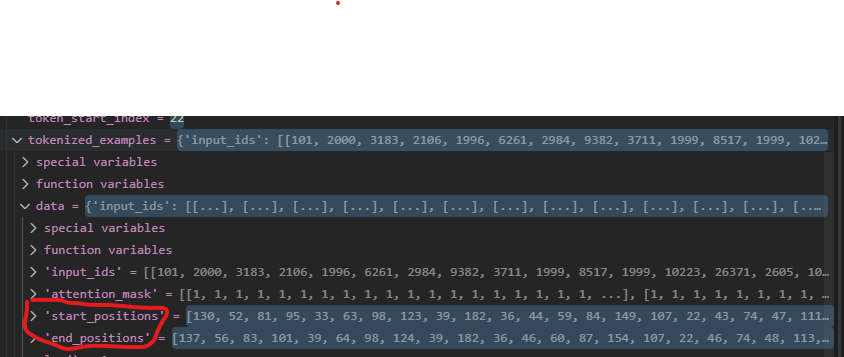 token_start_index = 22
tokenized_examples = {'input_ids': [[101, 2000, 3183, 2106, 1996, 6261, 2984, 9382, 3711, 1999, 8517, 1999, 102…
special variables
function variables
data = {'input_ids': [[...], [...], [...], [...], [...], [...], [...], [...], [...], [...], [...], [...], [..…
special variables
function variables
'input_ids' = [[101, 2000, 3183, 2106, 1996, 6261, 2984, 9382, 3711, 1999, 8517, 1999, 10223, 26371, 2605, 10…
'attention_mask' = [[1, 1, 1, 1, 1, 1, 1, 1, 1, 1, 1, 1, 1, 1, 1, 1, 1, ...], [1, 1, 1, 1, 1, 1, 1, …
'start_positions' = [130, 52, 81, 95, 33, 63, 98, 123, 39, 182, 36, 44, 59, 84, 149, 107, 22, 43, 74, 47, 111…
'end_positions' = [137, 56, 83, 101, 39, 64, 98, 124, 39, 182, 36, 46, 60, 87, 154, 107, 22, 46, 74, 48, 113,…